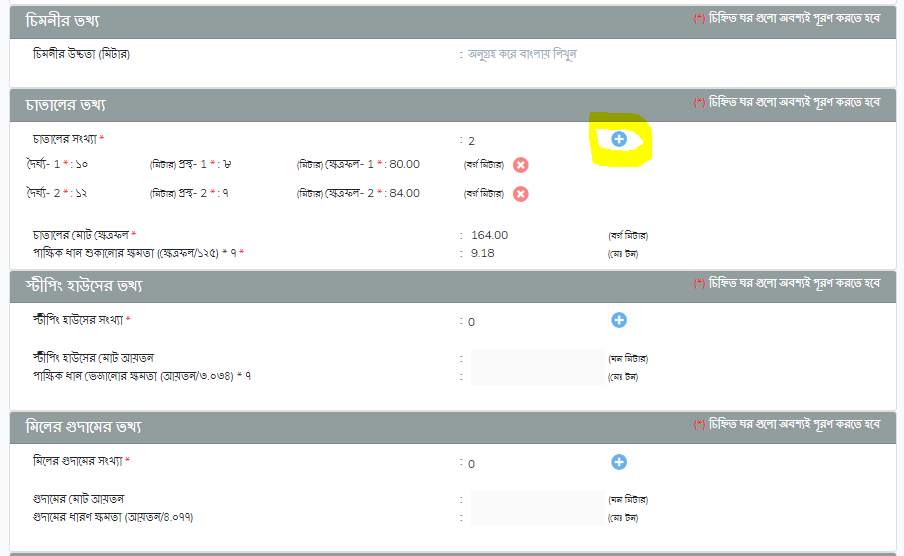 চিমনীর তথ্য (*) চিহ্নিত ঘর গুলো অবশ্যই পূরণ করতে হবে
চিমনীর উচ্চতা (মিটার) : অনুগ্রহ করে বাংলায় লিখুন
চাতালের তথ্য (*) চিহ্নিত ঘর গুলো অবশ্যই পূরণ করতে হবে
চাতালের সংখ্যা * : 2
দৈর্ঘ্য- 1 * : ১০ (মিটার) প্রস্থ- 1 * : ৮ (মিটার) ক্ষেত্রফল- 1 * : 80.00 (বর্গ মিটার)
দৈর্ঘ্য- 2 * : ১২ (মিটার) প্রস্থ- 2 * : ৭ (মিটার) ক্ষেত্রফল- 2 * : 84.00 (বর্গ মিটার)
চাতালের মোট ক্ষেত্রফল * : 164.00 (বর্গ মিটার)
পাক্ষিক ধান শুকানোর ক্ষমতা (ক্ষেত্রফল/১২৫) * ৭ * : 9.18 (মেঃ টন)
স্টীপিং হাউসের তথ্য (*) চিহ্নিত ঘর গুলো অবশ্যই পূরণ করতে হবে
স্টীপিং হাউসের সংখ্যা * : 0
স্টীপিং হাউসের মোট আয়তন : (ঘন মিটার)
পাক্ষিক ধান ভেজানোর ক্ষমতা (আয়তন/৩.০৩৪) * ৭ : (মেঃ টন)
মিলের গুদামের তথ্য (*) চিহ্নিত ঘর গুলো অবশ্যই পূরণ করতে হবে
মিলের গুদামের সংখ্যা * : 0
গুদামের মোট আয়তন : (ঘন মিটার)
গুদামের ধারণ ক্ষমতা (আয়তন/৪.০৭৭) : (মেঃ টন)